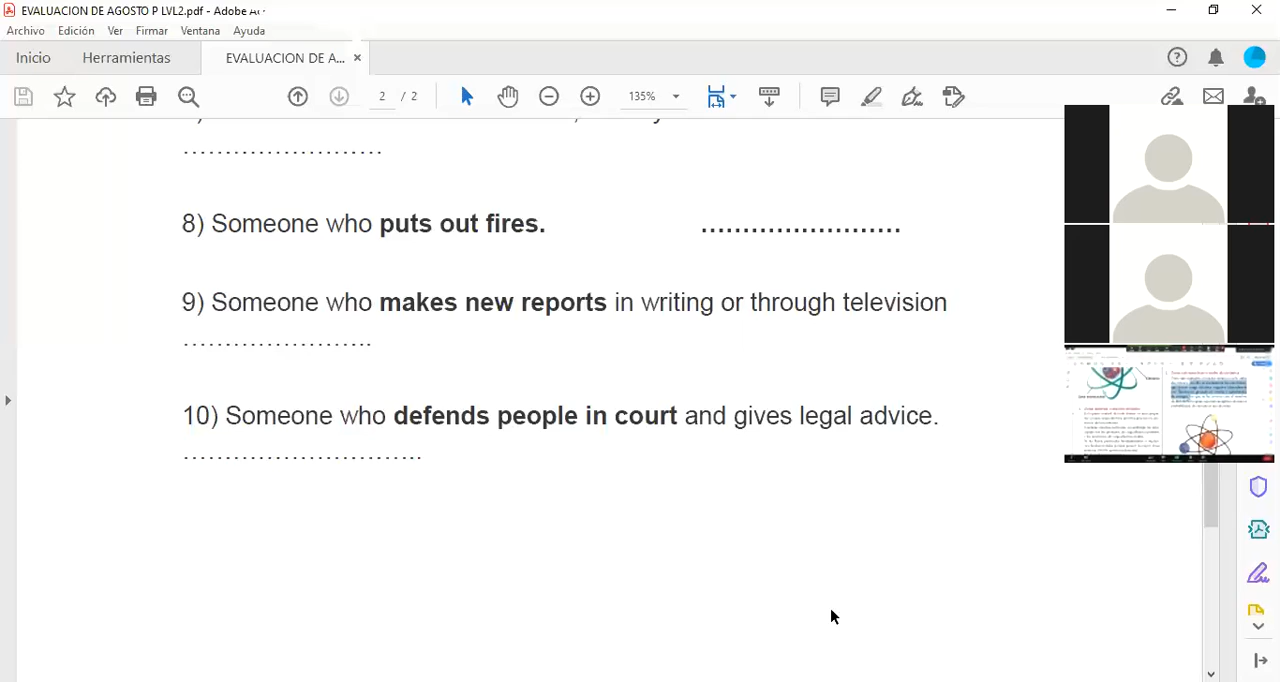 EVALUACION DE AGOSTO P LVL2.pdf - Adobe
Archivo Edición Ver Firmar Ventana Ayuda
Inicio Herramientas EVALUACION DE A... ×
2 / 2 135%
……………………
8) Someone who puts out fires. ……………………
9) Someone who makes new reports in writing or through television
……………………
10) Someone who defends people in court and gives legal advice.
……………………………